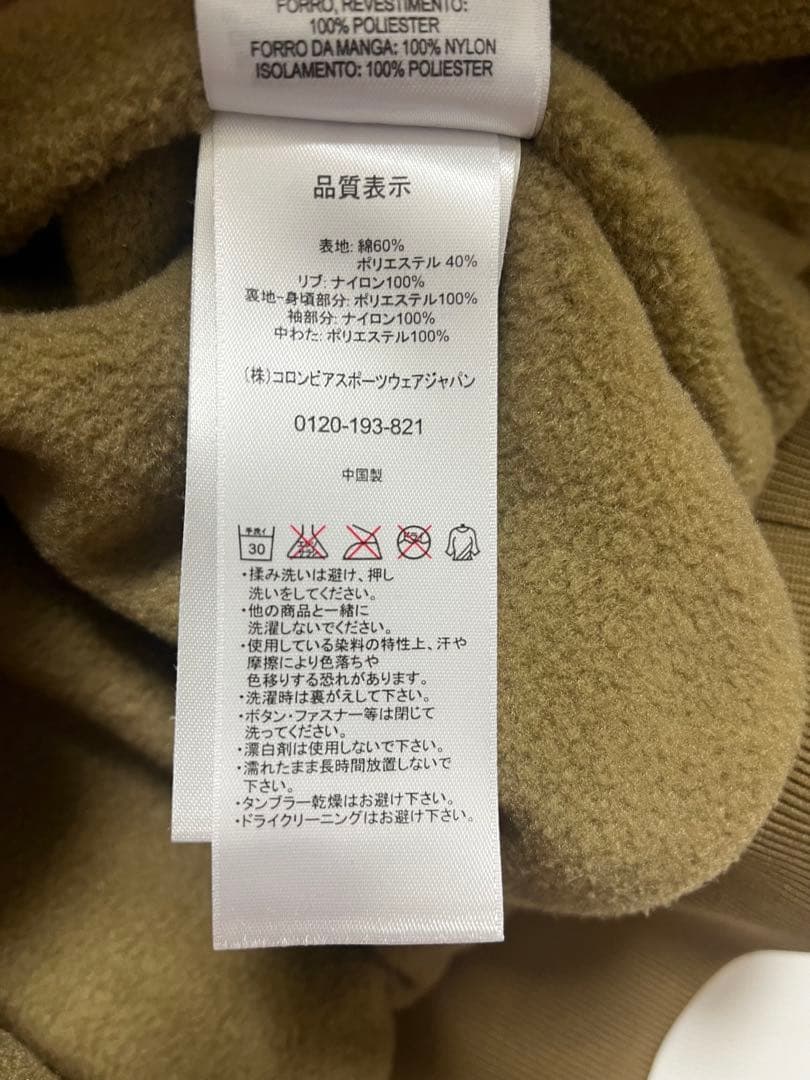 FORRO, REVESTIMENTO:
100% POLIESTER
FORRO DA MANGA: 100% NYLON
ISOLAMENTO: 100% POLIESTER
品質表示
表地: 綿60%
ポリエステル 40%
リブ: ナイロン100%
裏地-身頃部分: ポリエステル100%
袖部分: ナイロン100%
中わた: ポリエステル100%
(株)コロンビアスポーツウェアジャパン
0120-193-821
中国製
手洗イ
30
エンソサラシ
ドライ
・揉み洗いは避け、押し
洗いをしてください。
・他の商品と一緒に
洗濯しないでください。
・使用している染料の特性上、汗や
摩擦により色落ちや
色移りする恐れがあります。
・洗濯時は裏がえして下さい。
・ボタン・ファスナー等は閉じて
洗ってください。
・漂白剤は使用しないで下さい。
・濡れたまま長時間放置しないで
下さい。
・タンブラー乾燥はお避け下さい。
・ドライクリーニングはお避け下さい。